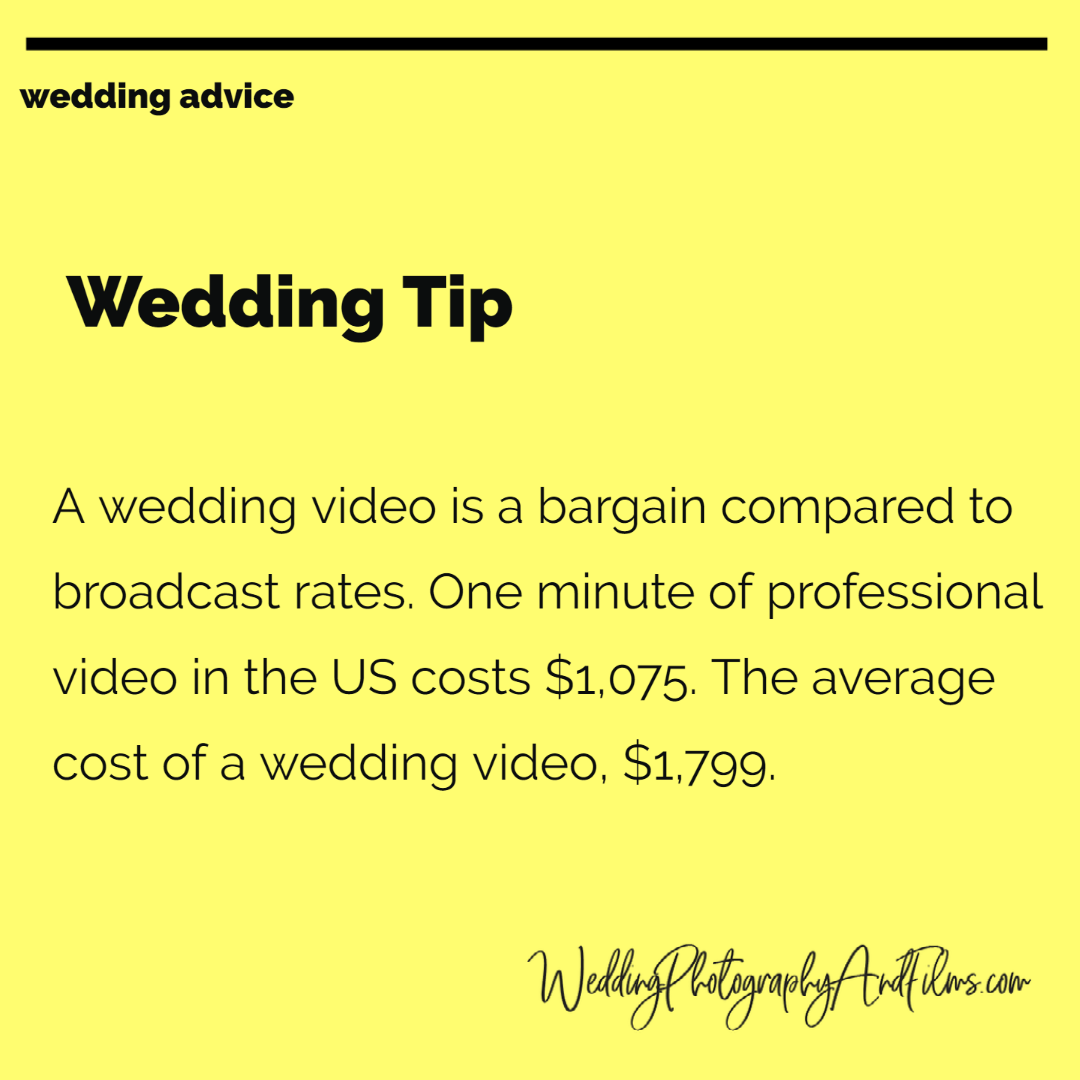 wedding advice
Wedding Tip
A wedding video is a bargain compared to
broadcast rates. One minute of professional
video in the US costs $1,075. The average
cost of a wedding video, $1,799.
WeddingPhotographyAndFilms.com